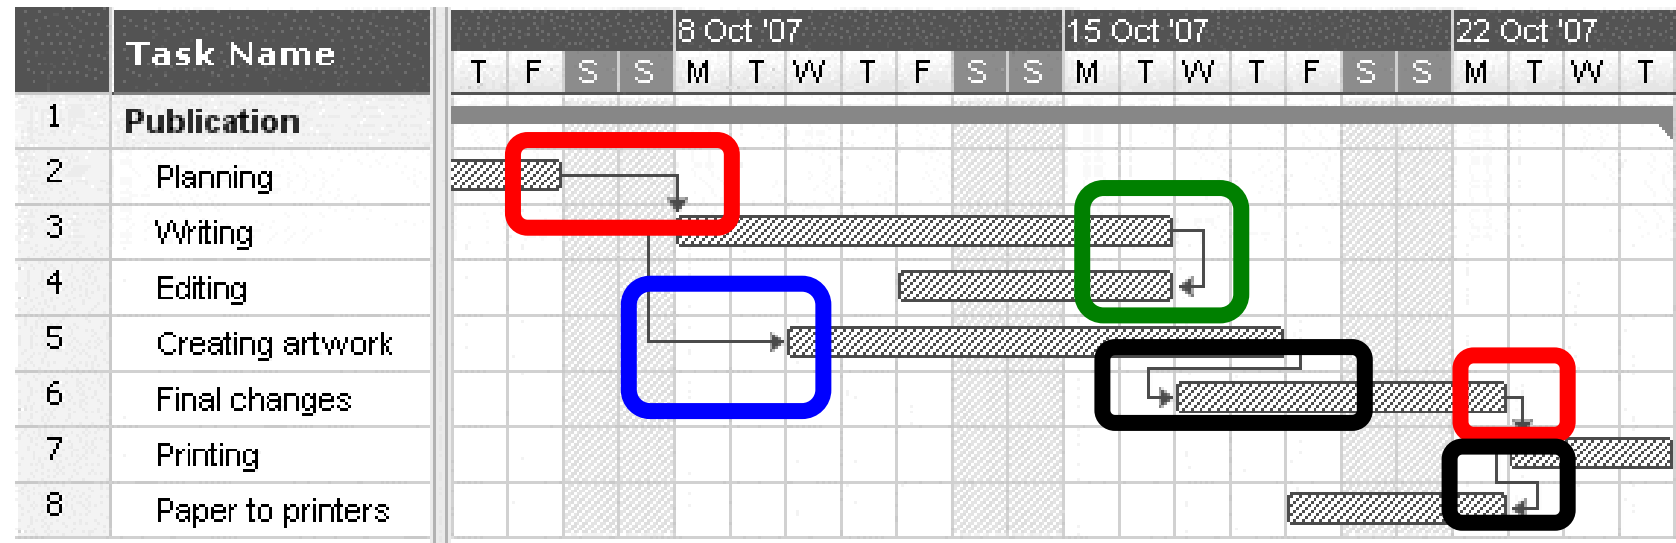 Task Name
8 Oct '07 15 Oct '07 22 Oct '07
T F S S M T W T F S S M T W T F S S M T W T
1 Publication
2 Planning
3 Writing
4 Editing
5 Creating artwork
6 Final changes
7 Printing
8 Paper to printers